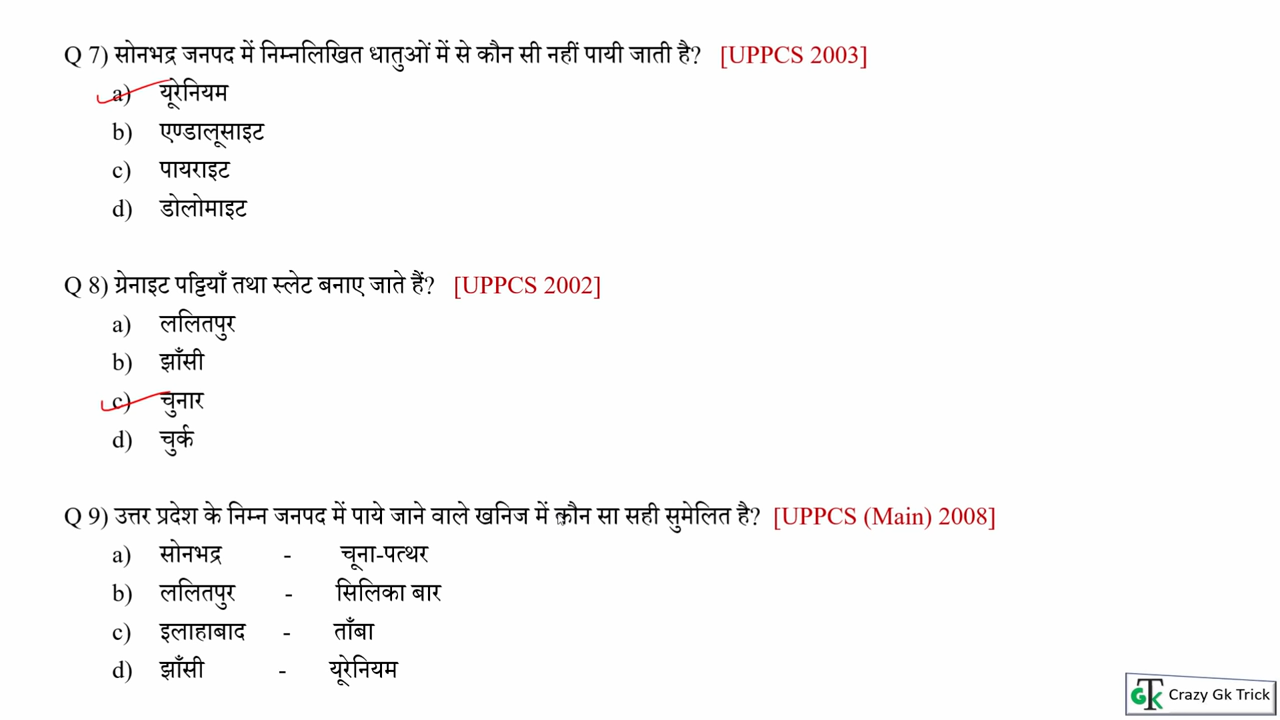 Q 7) सोनभद्र जनपद में निम्नलिखित धातुओं में से कौन सी नहीं पायी जाती है? [UPPCS 2003]
a) यूरेनियम
b) एण्डालूसाइट
c) पायराइट
d) डोलोमाइट
Q 8) ग्रेनाइट पट्टियाँ तथा स्लेट बनाए जाते हैं? [UPPCS 2002]
a) ललितपुर
b) झाँसी
c) चुनार
d) चुर्क
Q 9) उत्तर प्रदेश के निम्न जनपद में पाये जाने वाले खनिज में कौन सा सही सुमेलित है? [UPPCS (Main) 2008]
a) सोनभद्र - चूना-पत्थर
b) ललितपुर - सिलिका बार
c) इलाहाबाद - ताँबा
d) झाँसी - यूरेनियम
GTK Crazy Gk Trick